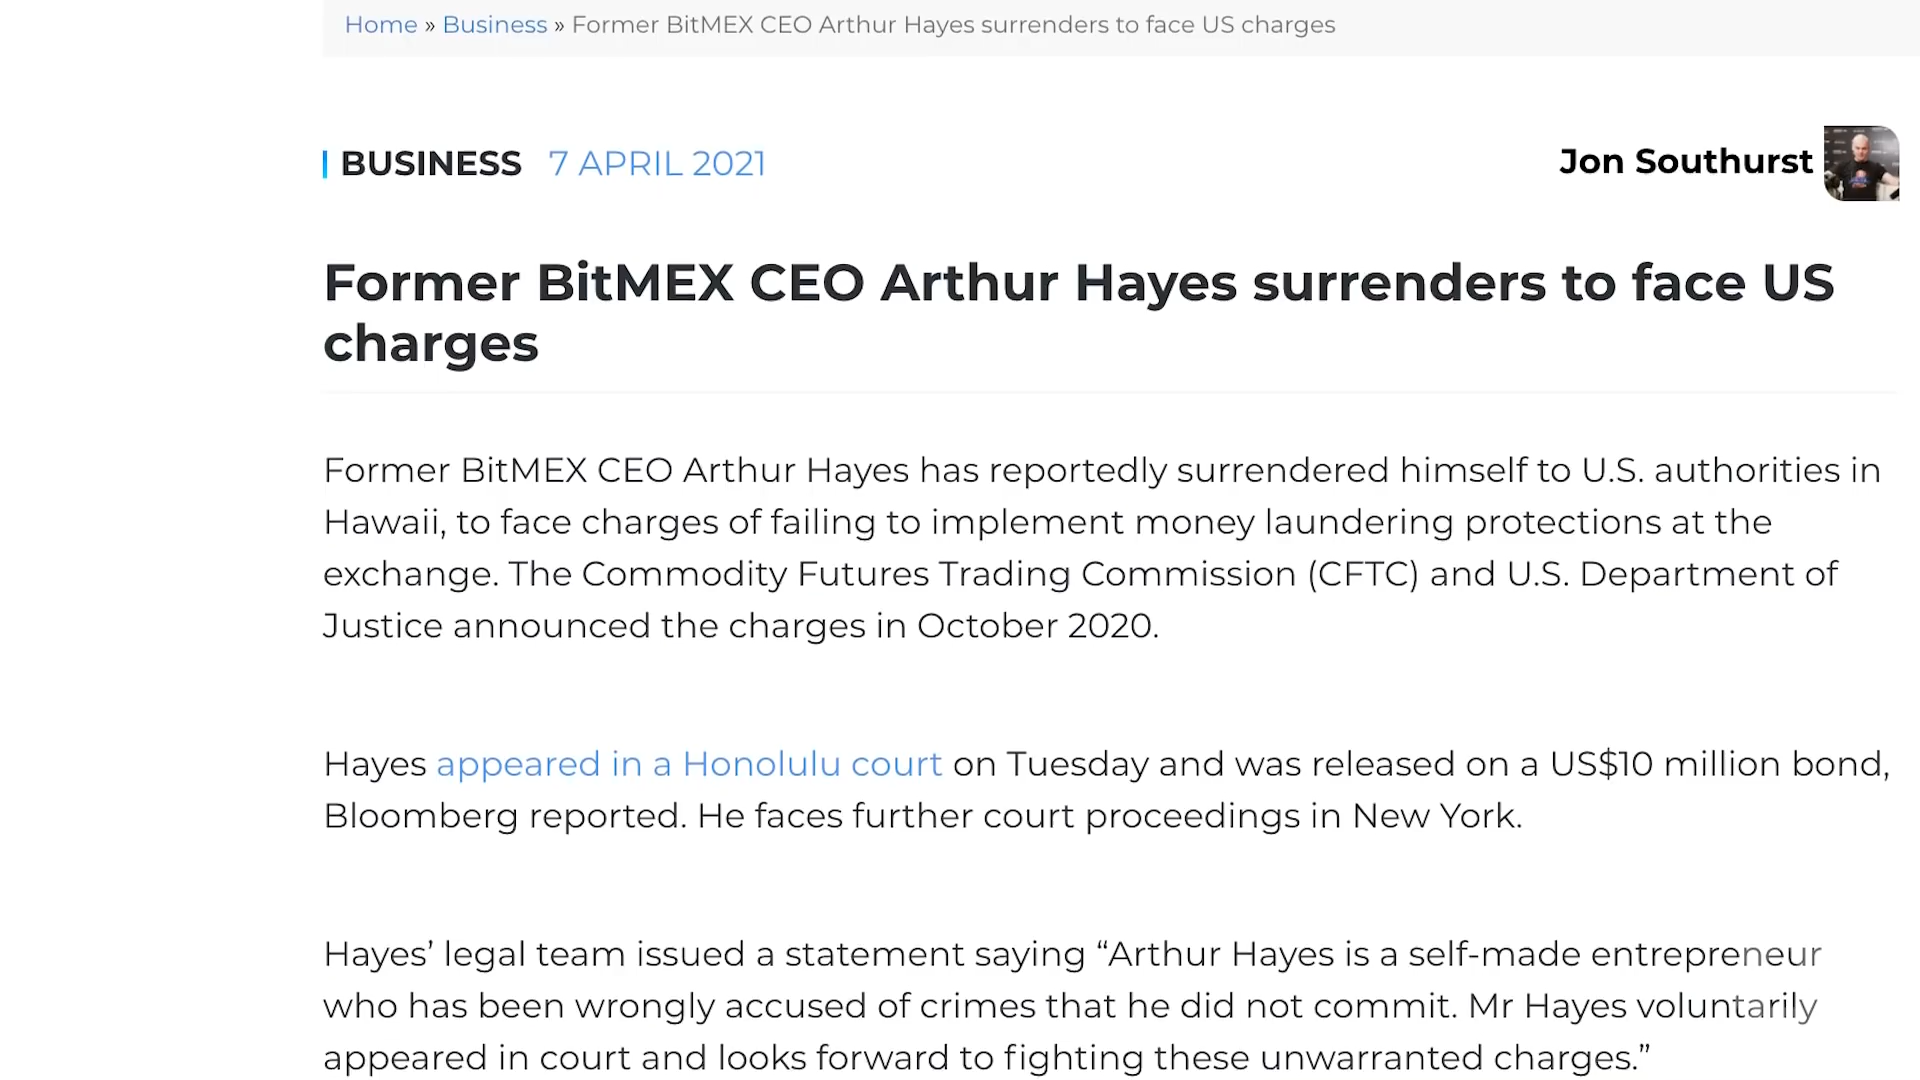 Home » Business » Former BitMEX CEO Arthur Hayes surrenders to face US charges
BUSINESS 7 APRIL 2021
Jon Southurst
Former BitMEX CEO Arthur Hayes surrenders to face US
charges
Former BitMEX CEO Arthur Hayes has reportedly surrendered himself to U.S. authorities in
Hawaii, to face charges of failing to implement money laundering protections at the
exchange. The Commodity Futures Trading Commission (CFTC) and U.S. Department of
Justice announced the charges in October 2020.
Hayes appeared in a Honolulu court on Tuesday and was released on a US$10 million bond,
Bloomberg reported. He faces further court proceedings in New York.
Hayes’ legal team issued a statement saying “Arthur Hayes is a self-made entrepreneur
who has been wrongly accused of crimes that he did not commit. Mr Hayes voluntarily
appeared in court and looks forward to fighting these unwarranted charges.”